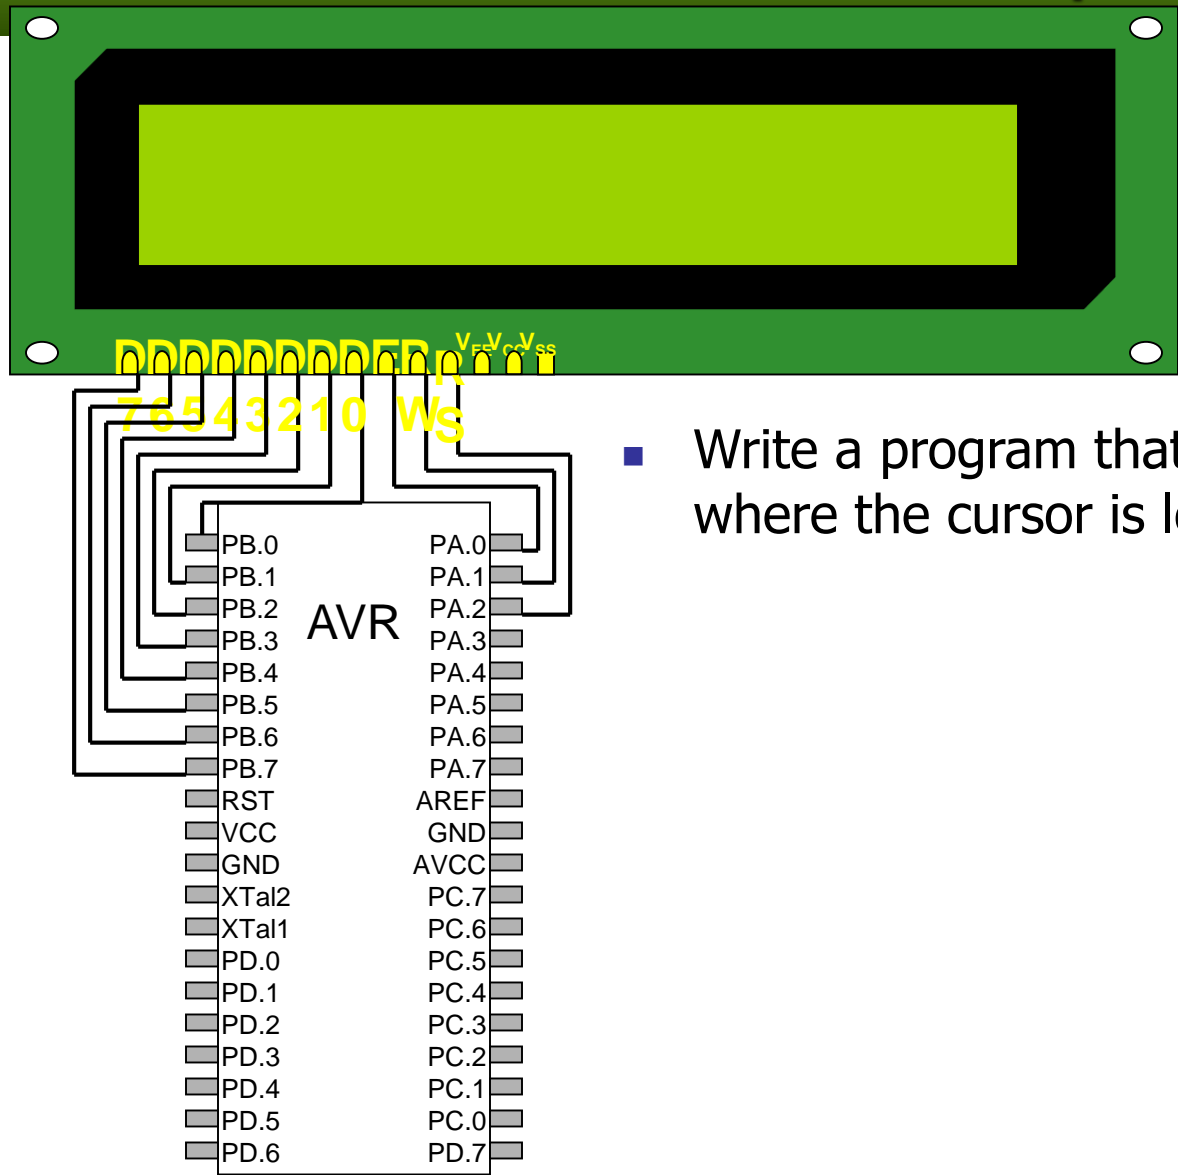 D D D D D D D D E R R VEE VCC VSS
7 6 5 4 3 2 1 0 W S
Write a program that
where the cursor is
AVR
PB.0 PA.0
PB.1 PA.1
PB.2 PA.2
PB.3 PA.3
PB.4 PA.4
PB.5 PA.5
PB.6 PA.6
PB.7 PA.7
RST AREF
VCC GND
GND AVCC
XTal2 PC.7
XTal1 PC.6
PD.0 PC.5
PD.1 PC.4
PD.2 PC.3
PD.3 PC.2
PD.4 PC.1
PD.5 PC.0
PD.6 PD.7